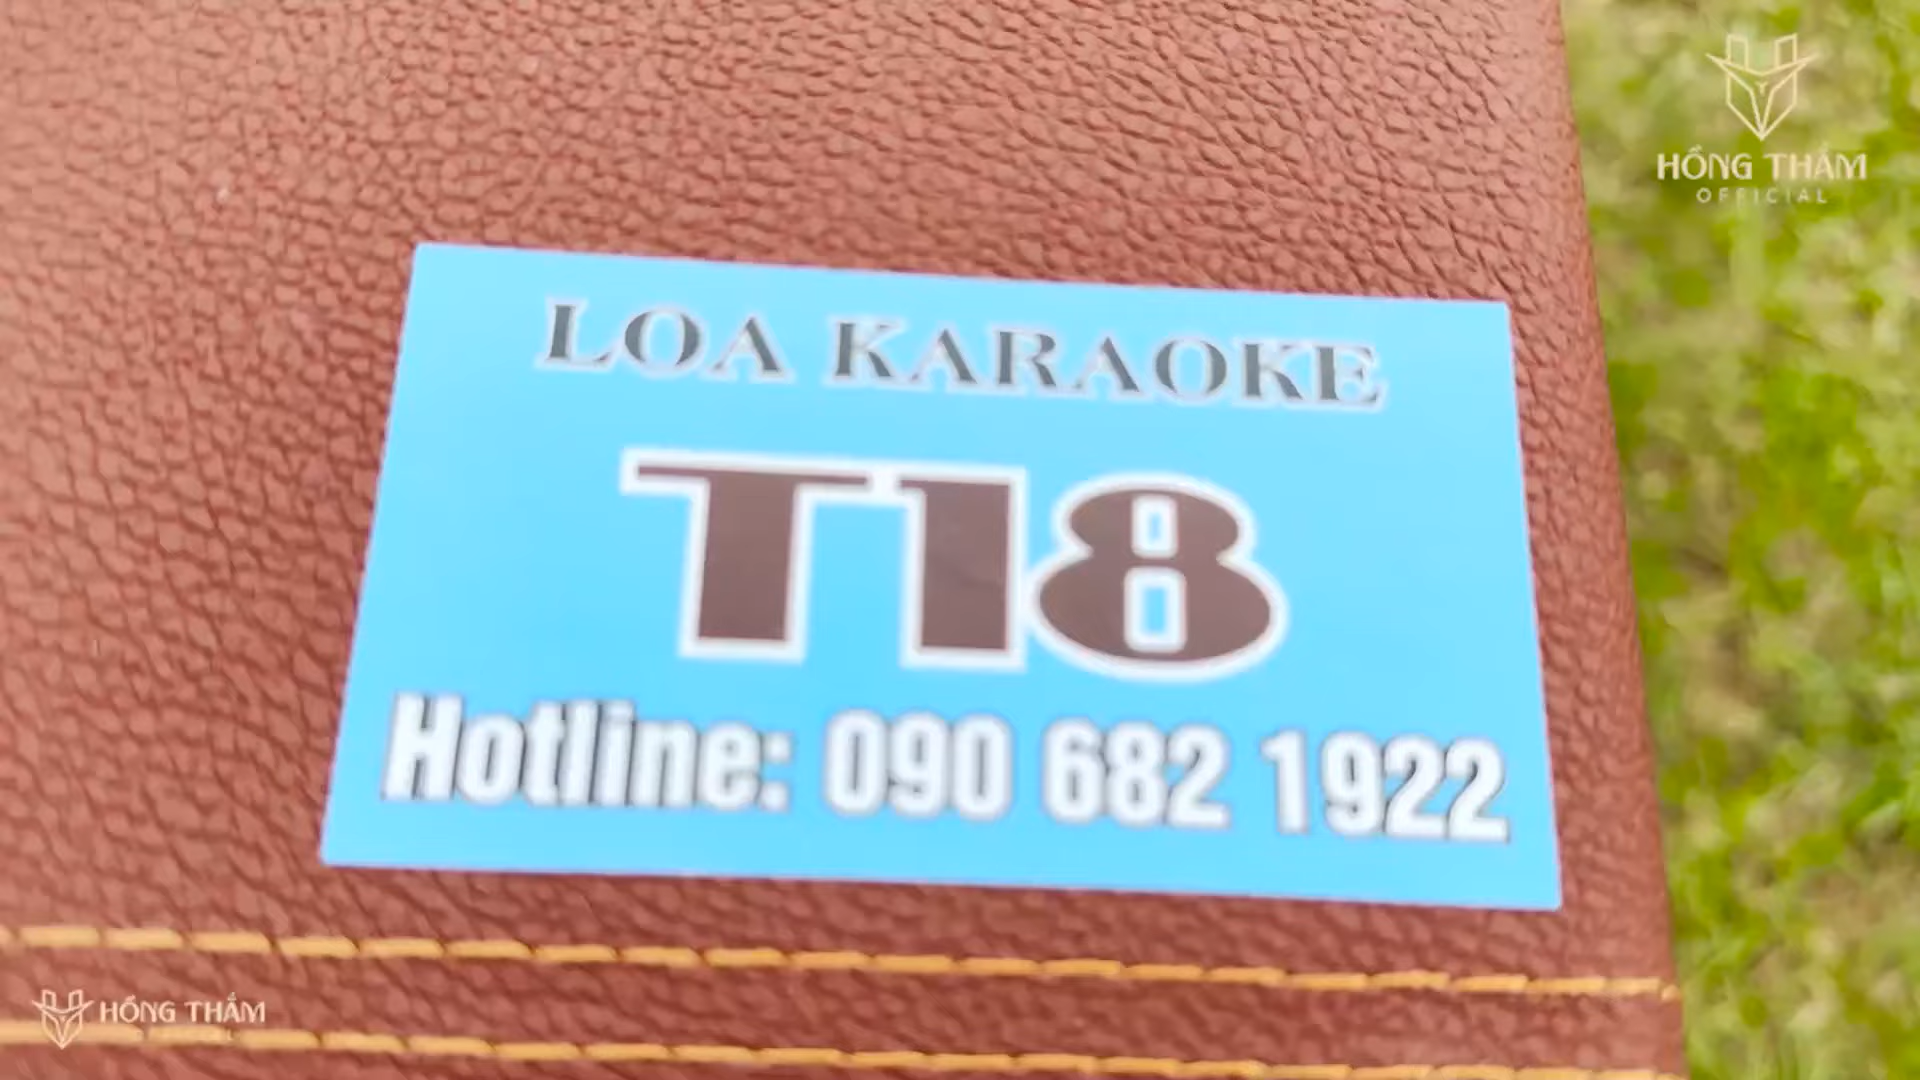 HỒNG THẮM
OFFICIAL
LOA KARAOKE
T18
Hotline: 090 682 1922
HỒNG THẮM